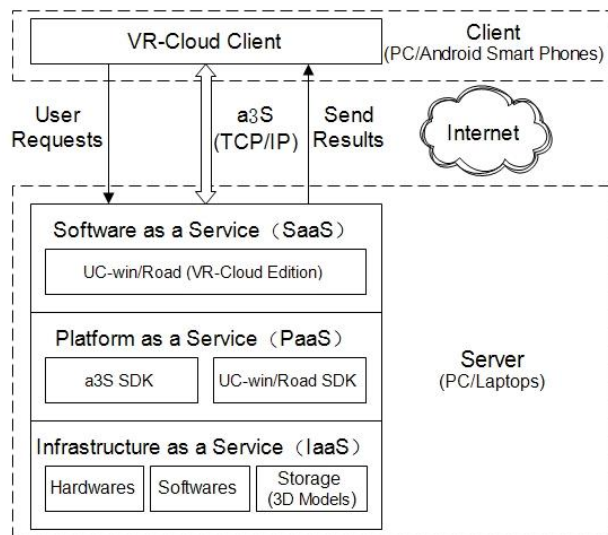 VR-Cloud Client
Client
(PC/Android Smart Phones)
User
Requests
a3S
(TCP/IP)
Send
Results
Internet
Software as a Service（SaaS）
UC-win/Road (VR-Cloud Edition)
Platform as a Service（PaaS）
a3S SDK
UC-win/Road SDK
Server
(PC/Laptops)
Infrastructure as a Service（IaaS）
Hardwares
Softwares
Storage
(3D Models)